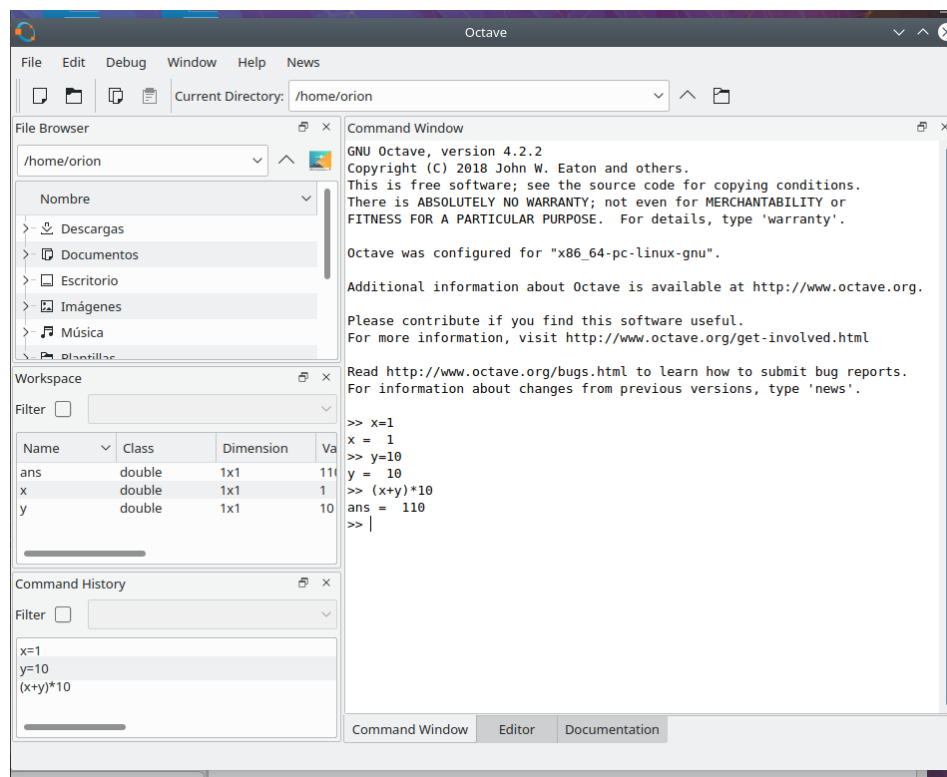 Octave
File Edit Debug Window Help News
Current Directory: /home/orion
File Browser
/home/orion
Nombre
Descargas
Documentos
Escritorio
Imágenes
Música
Plantillas
Workspace
Filter
Name Class Dimension Va
ans double 1x1 110
x double 1x1 1
y double 1x1 10
Command History
Filter
x=1
y=10
(x+y)*10
Command Window
GNU Octave, version 4.2.2
Copyright (C) 2018 John W. Eaton and others.
This is free software; see the source code for copying conditions.
There is ABSOLUTELY NO WARRANTY; not even for MERCHANTABILITY or
FITNESS FOR A PARTICULAR PURPOSE.  For details, type 'warranty'.
Octave was configured for "x86_64-pc-linux-gnu".
Additional information about Octave is available at http://www.octave.org.
Please contribute if you find this software useful.
For more information, visit http://www.octave.org/get-involved.html
Read http://www.octave.org/bugs.html to learn how to submit bug reports.
For information about changes from previous versions, type 'news'.
>> x=1
x =  1
>> y=10
y =  10
>> (x+y)*10
ans =  110
>>
Command Window Editor Documentation